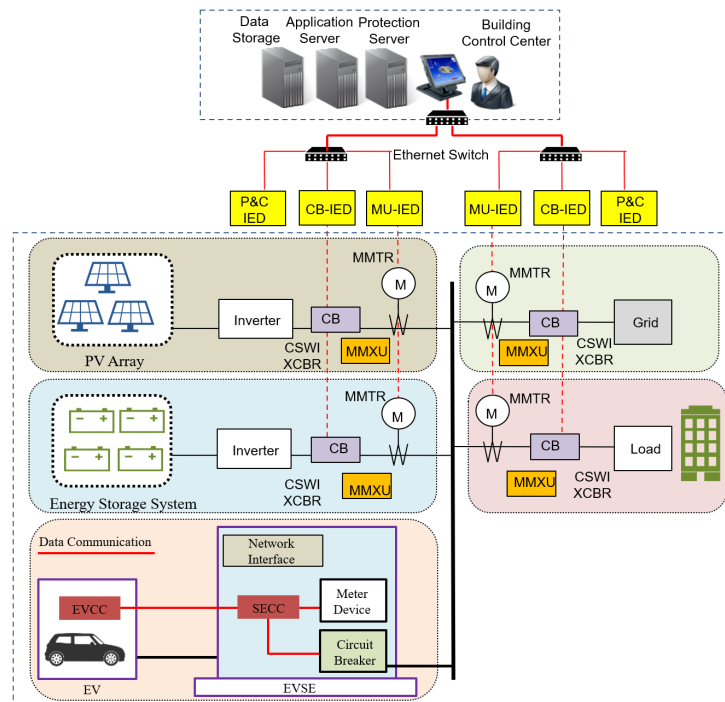 Data
Storage
Application
Server
Protection
Server
Building
Control Center
Ethernet Switch
P&C
IED
CB-IED
MU-IED
MU-IED
CB-IED
P&C
IED
MMTR
M
Inverter
CB
CSWI
XCBR
MMXU
PV Array
MMTR
M
CB
Grid
MMXU
CSWI
XCBR
MMTR
M
Inverter
CB
CSWI
XCBR
MMXU
Energy Storage System
MMTR
M
CB
Load
MMXU
CSWI
XCBR
Data Communication
Network
Interface
EVCC
SECC
Meter
Device
Circuit
Breaker
EV
EVSE